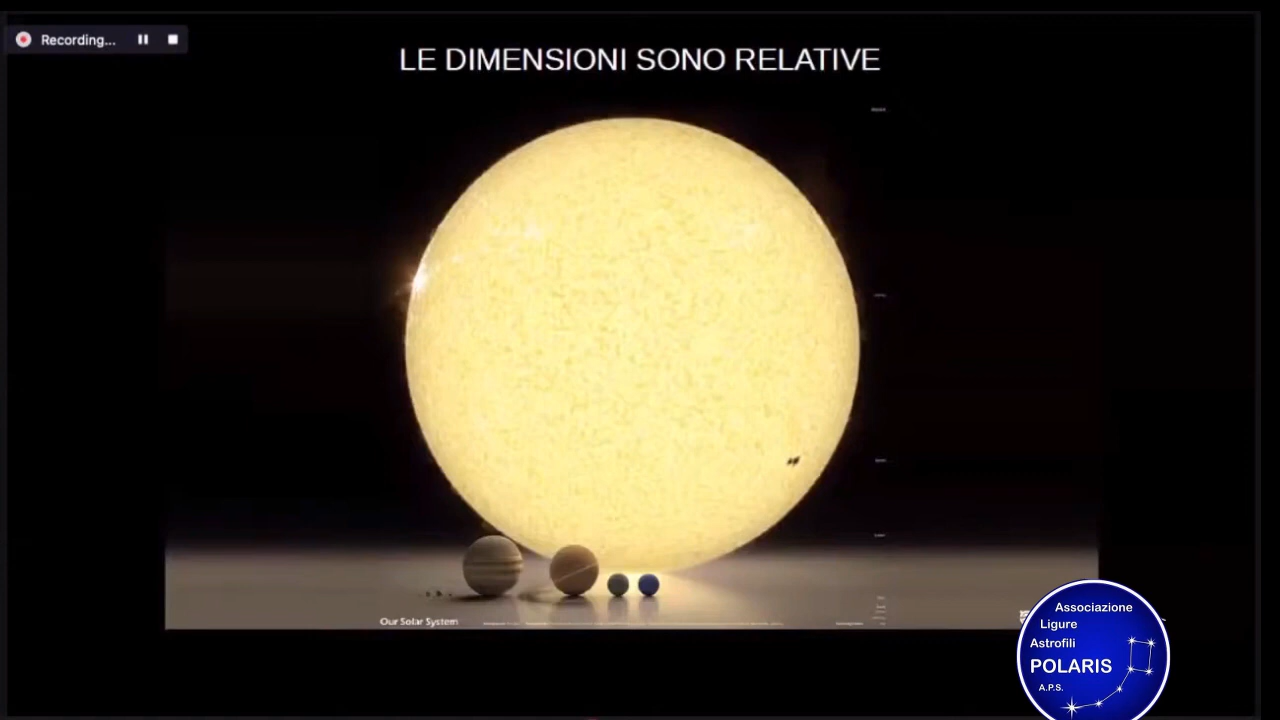 Recording...
LE DIMENSIONI SONO RELATIVE
Our Solar System
Associazione
Ligure
Astrofili
POLARIS
A.P.S.